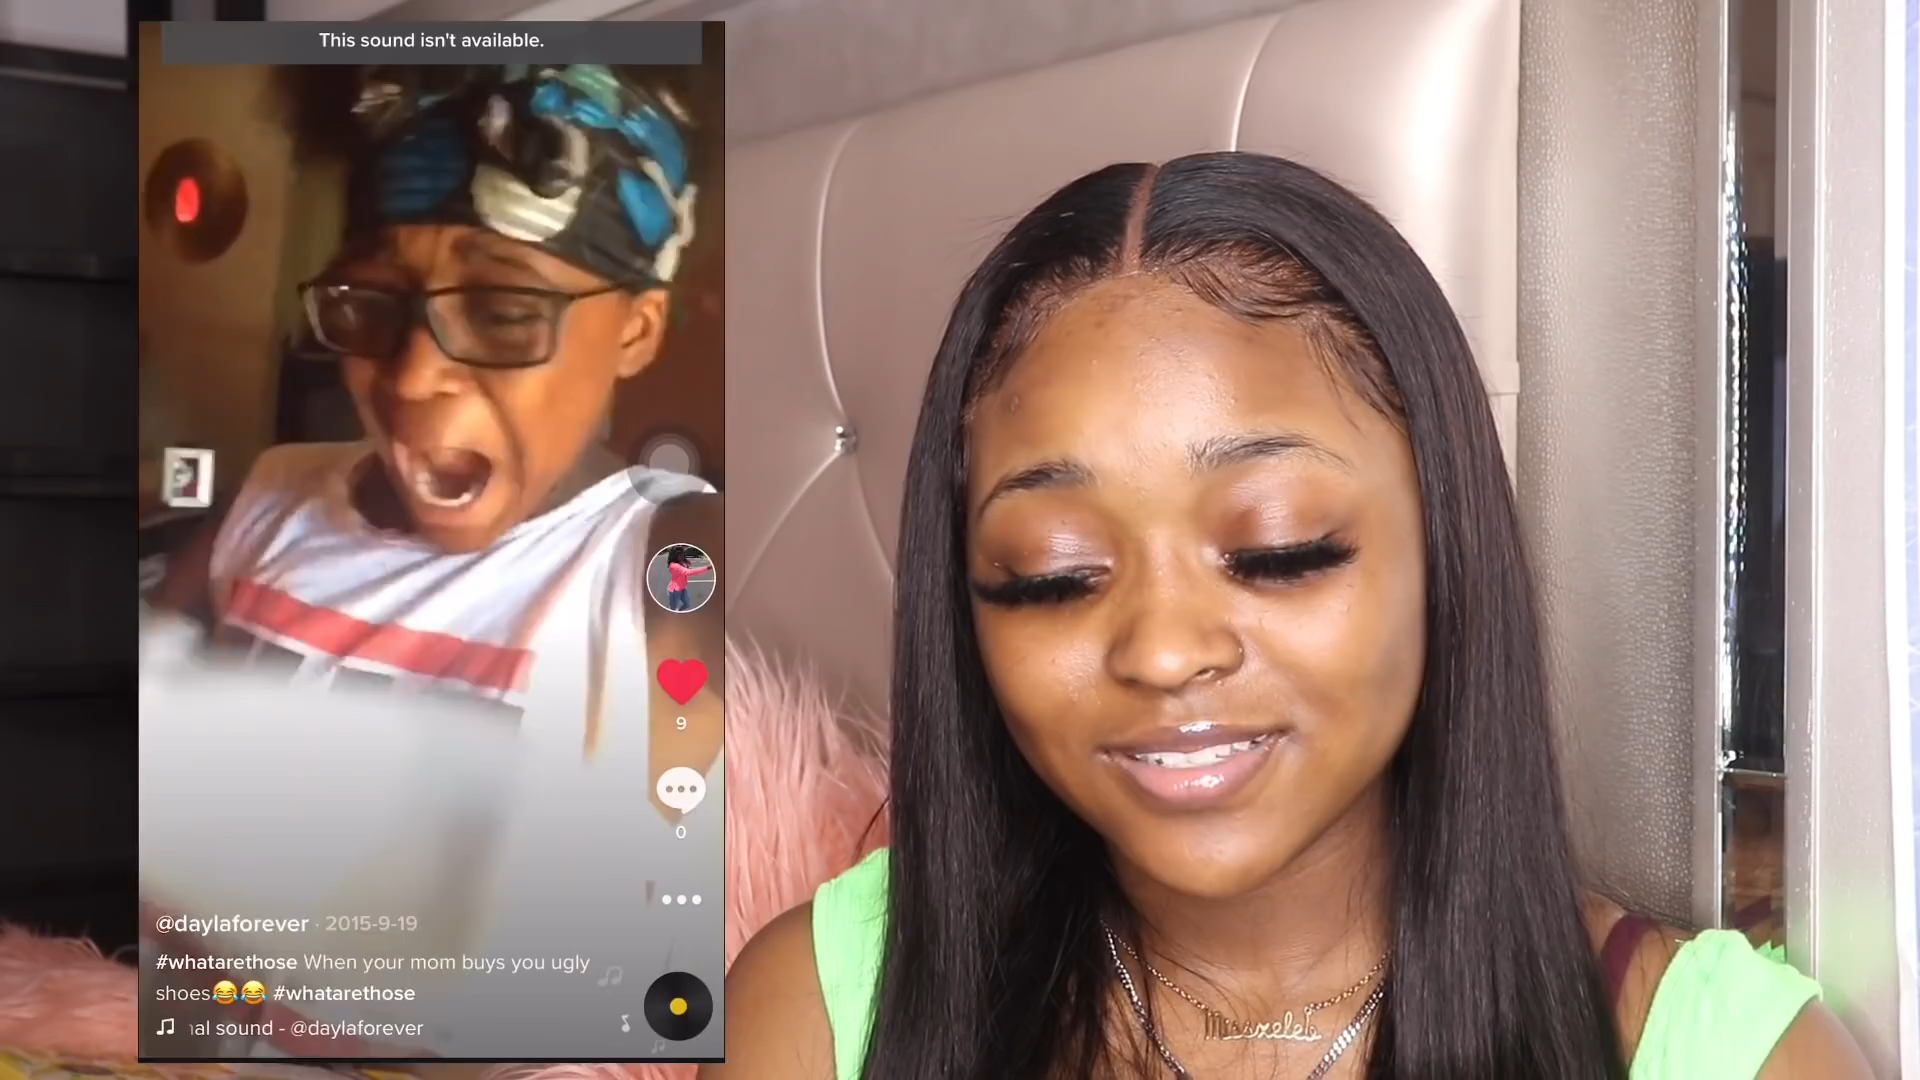 This sound isn't available.
9
0
@daylaforever · 2015-9-19
#whatarethose When your mom buys you ugly
shoes😂😂 #whatarethose
nal sound - @daylaforever